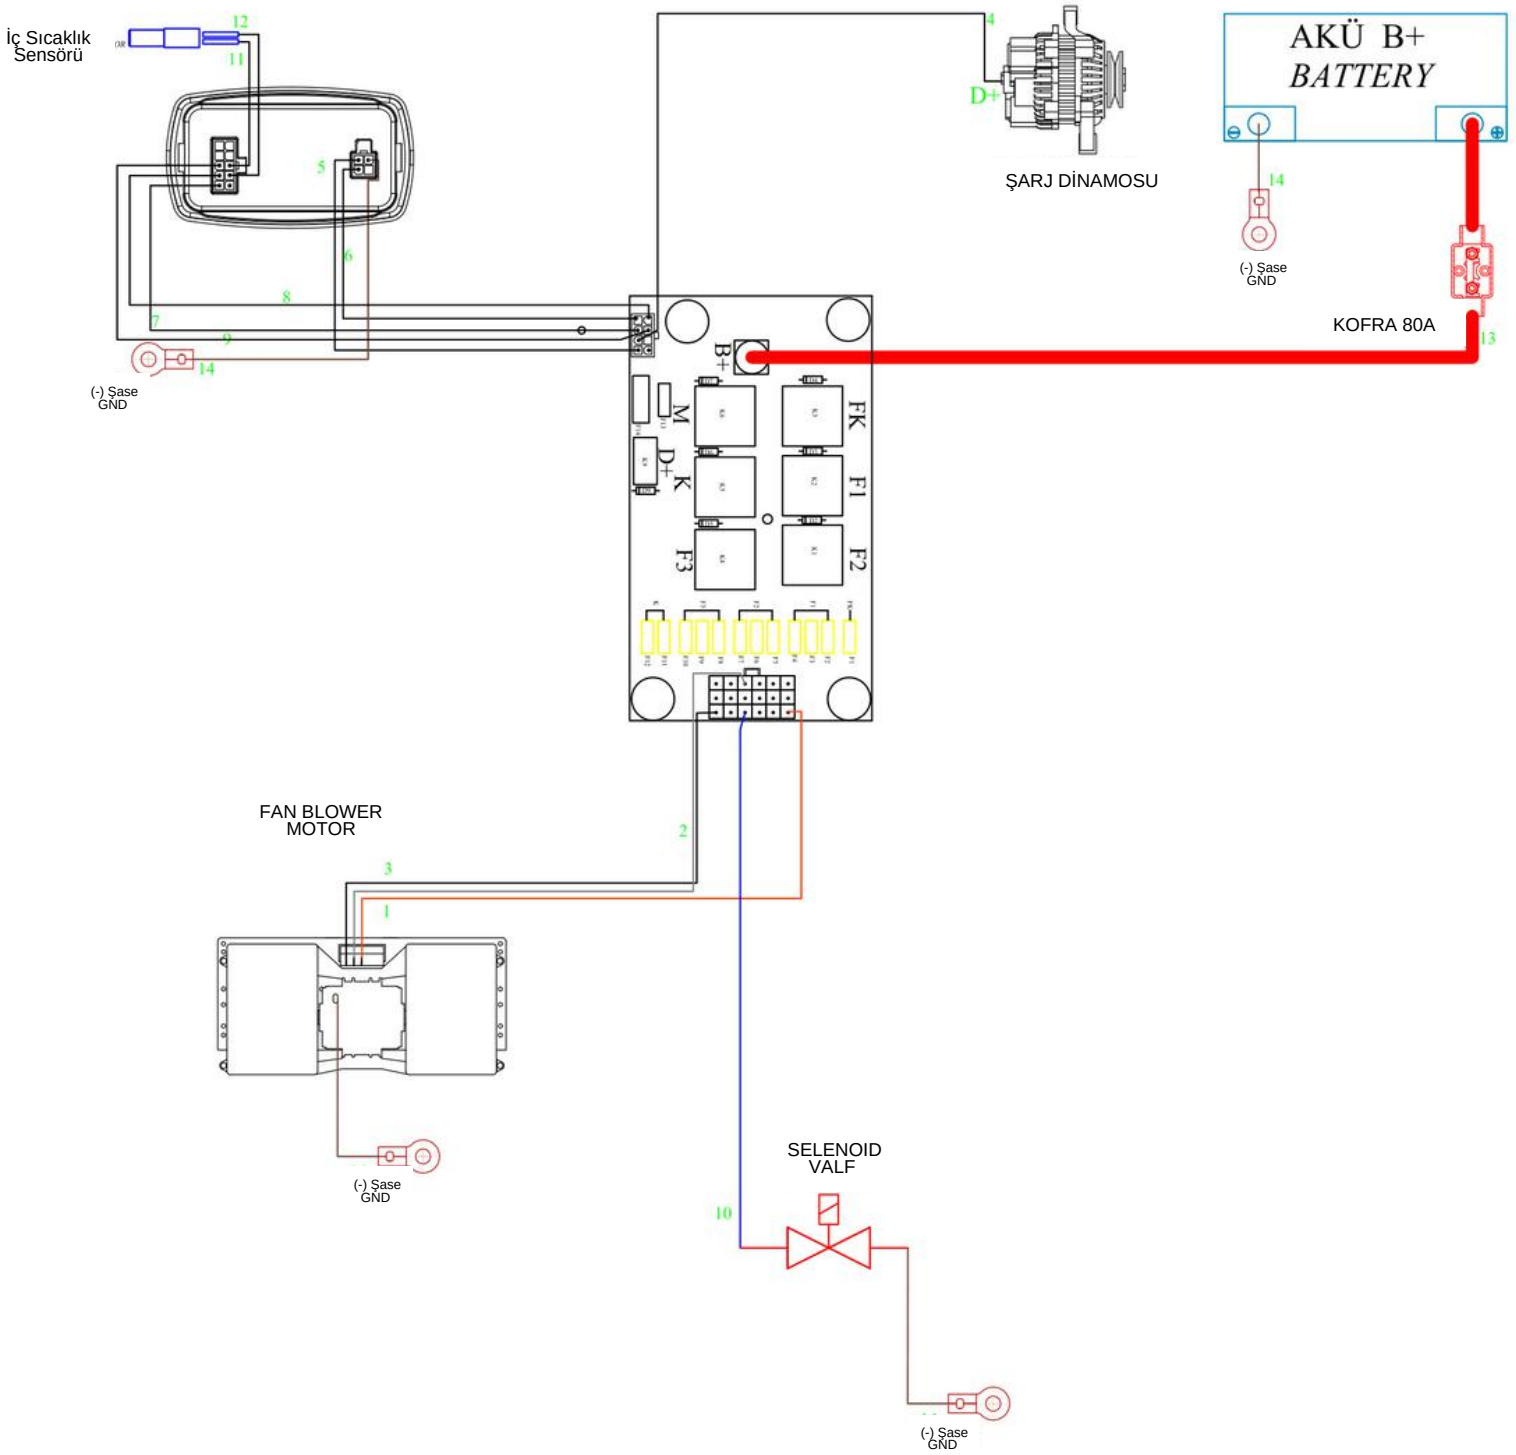 İç Sıcaklık
Sensörü
12
11
4
D+
ŞARJ DİNAMOSU
AKÜ B+
BATTERY
14
(-) Şase
GND
KOFRA 80A
13
5
6
8
7
9
14
(-) Şase
GND
B+
M
FK
D+
K
F1
F3
F2
FAN BLOWER
MOTOR
2
3
1
(-) Şase
GND
SELENOID
VALF
10
(-) Şase
GND